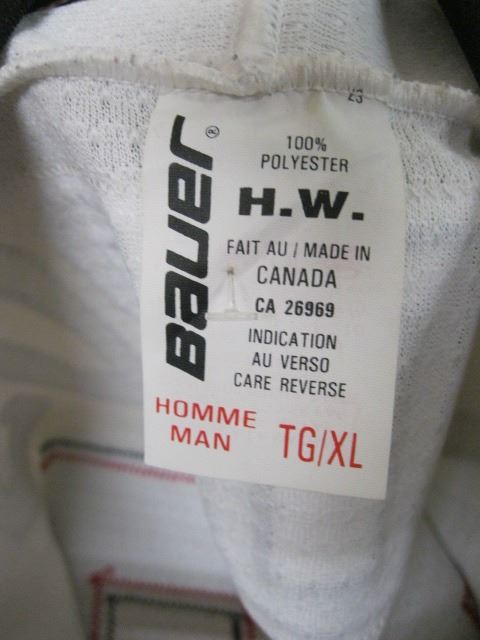 BAUER®
100%
POLYESTER
H.W.
FAIT AU / MADE IN
CANADA
CA 26969
INDICATION
AU VERSO
CARE REVERSE
HOMME
MAN
TG/XL